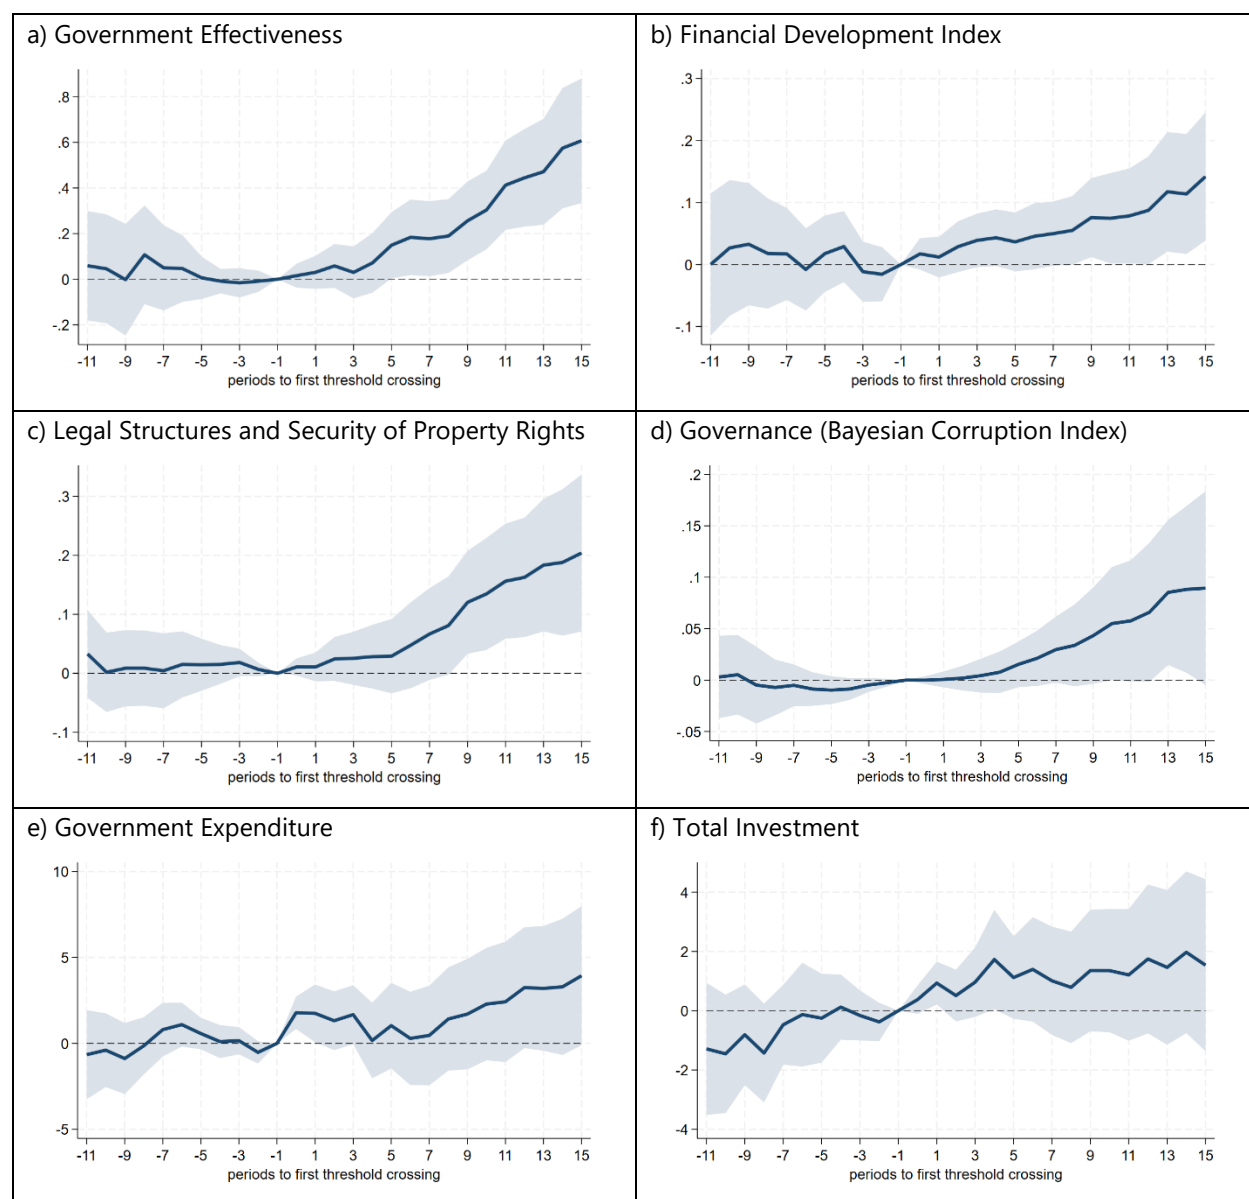 a) Government Effectiveness
.8
.6
.4
.2
0
-.2
-11 -9 -7 -5 -3 -1 1 3 5 7 9 11 13 15
periods to first threshold crossing
b) Financial Development Index
.3
.2
.1
0
-.1
-11 -9 -7 -5 -3 -1 1 3 5 7 9 11 13 15
periods to first threshold crossing
c) Legal Structures and Security of Property Rights
.3
.2
.1
0
-.1
-11 -9 -7 -5 -3 -1 1 3 5 7 9 11 13 15
periods to first threshold crossing
d) Governance (Bayesian Corruption Index)
.2
.15
.1
.05
0
-.05
-11 -9 -7 -5 -3 -1 1 3 5 7 9 11 13 15
periods to first threshold crossing
e) Government Expenditure
10
5
0
-5
-11 -9 -7 -5 -3 -1 1 3 5 7 9 11 13 15
periods to first threshold crossing
f) Total Investment
4
2
0
-2
-4
-11 -9 -7 -5 -3 -1 1 3 5 7 9 11 13 15
periods to first threshold crossing